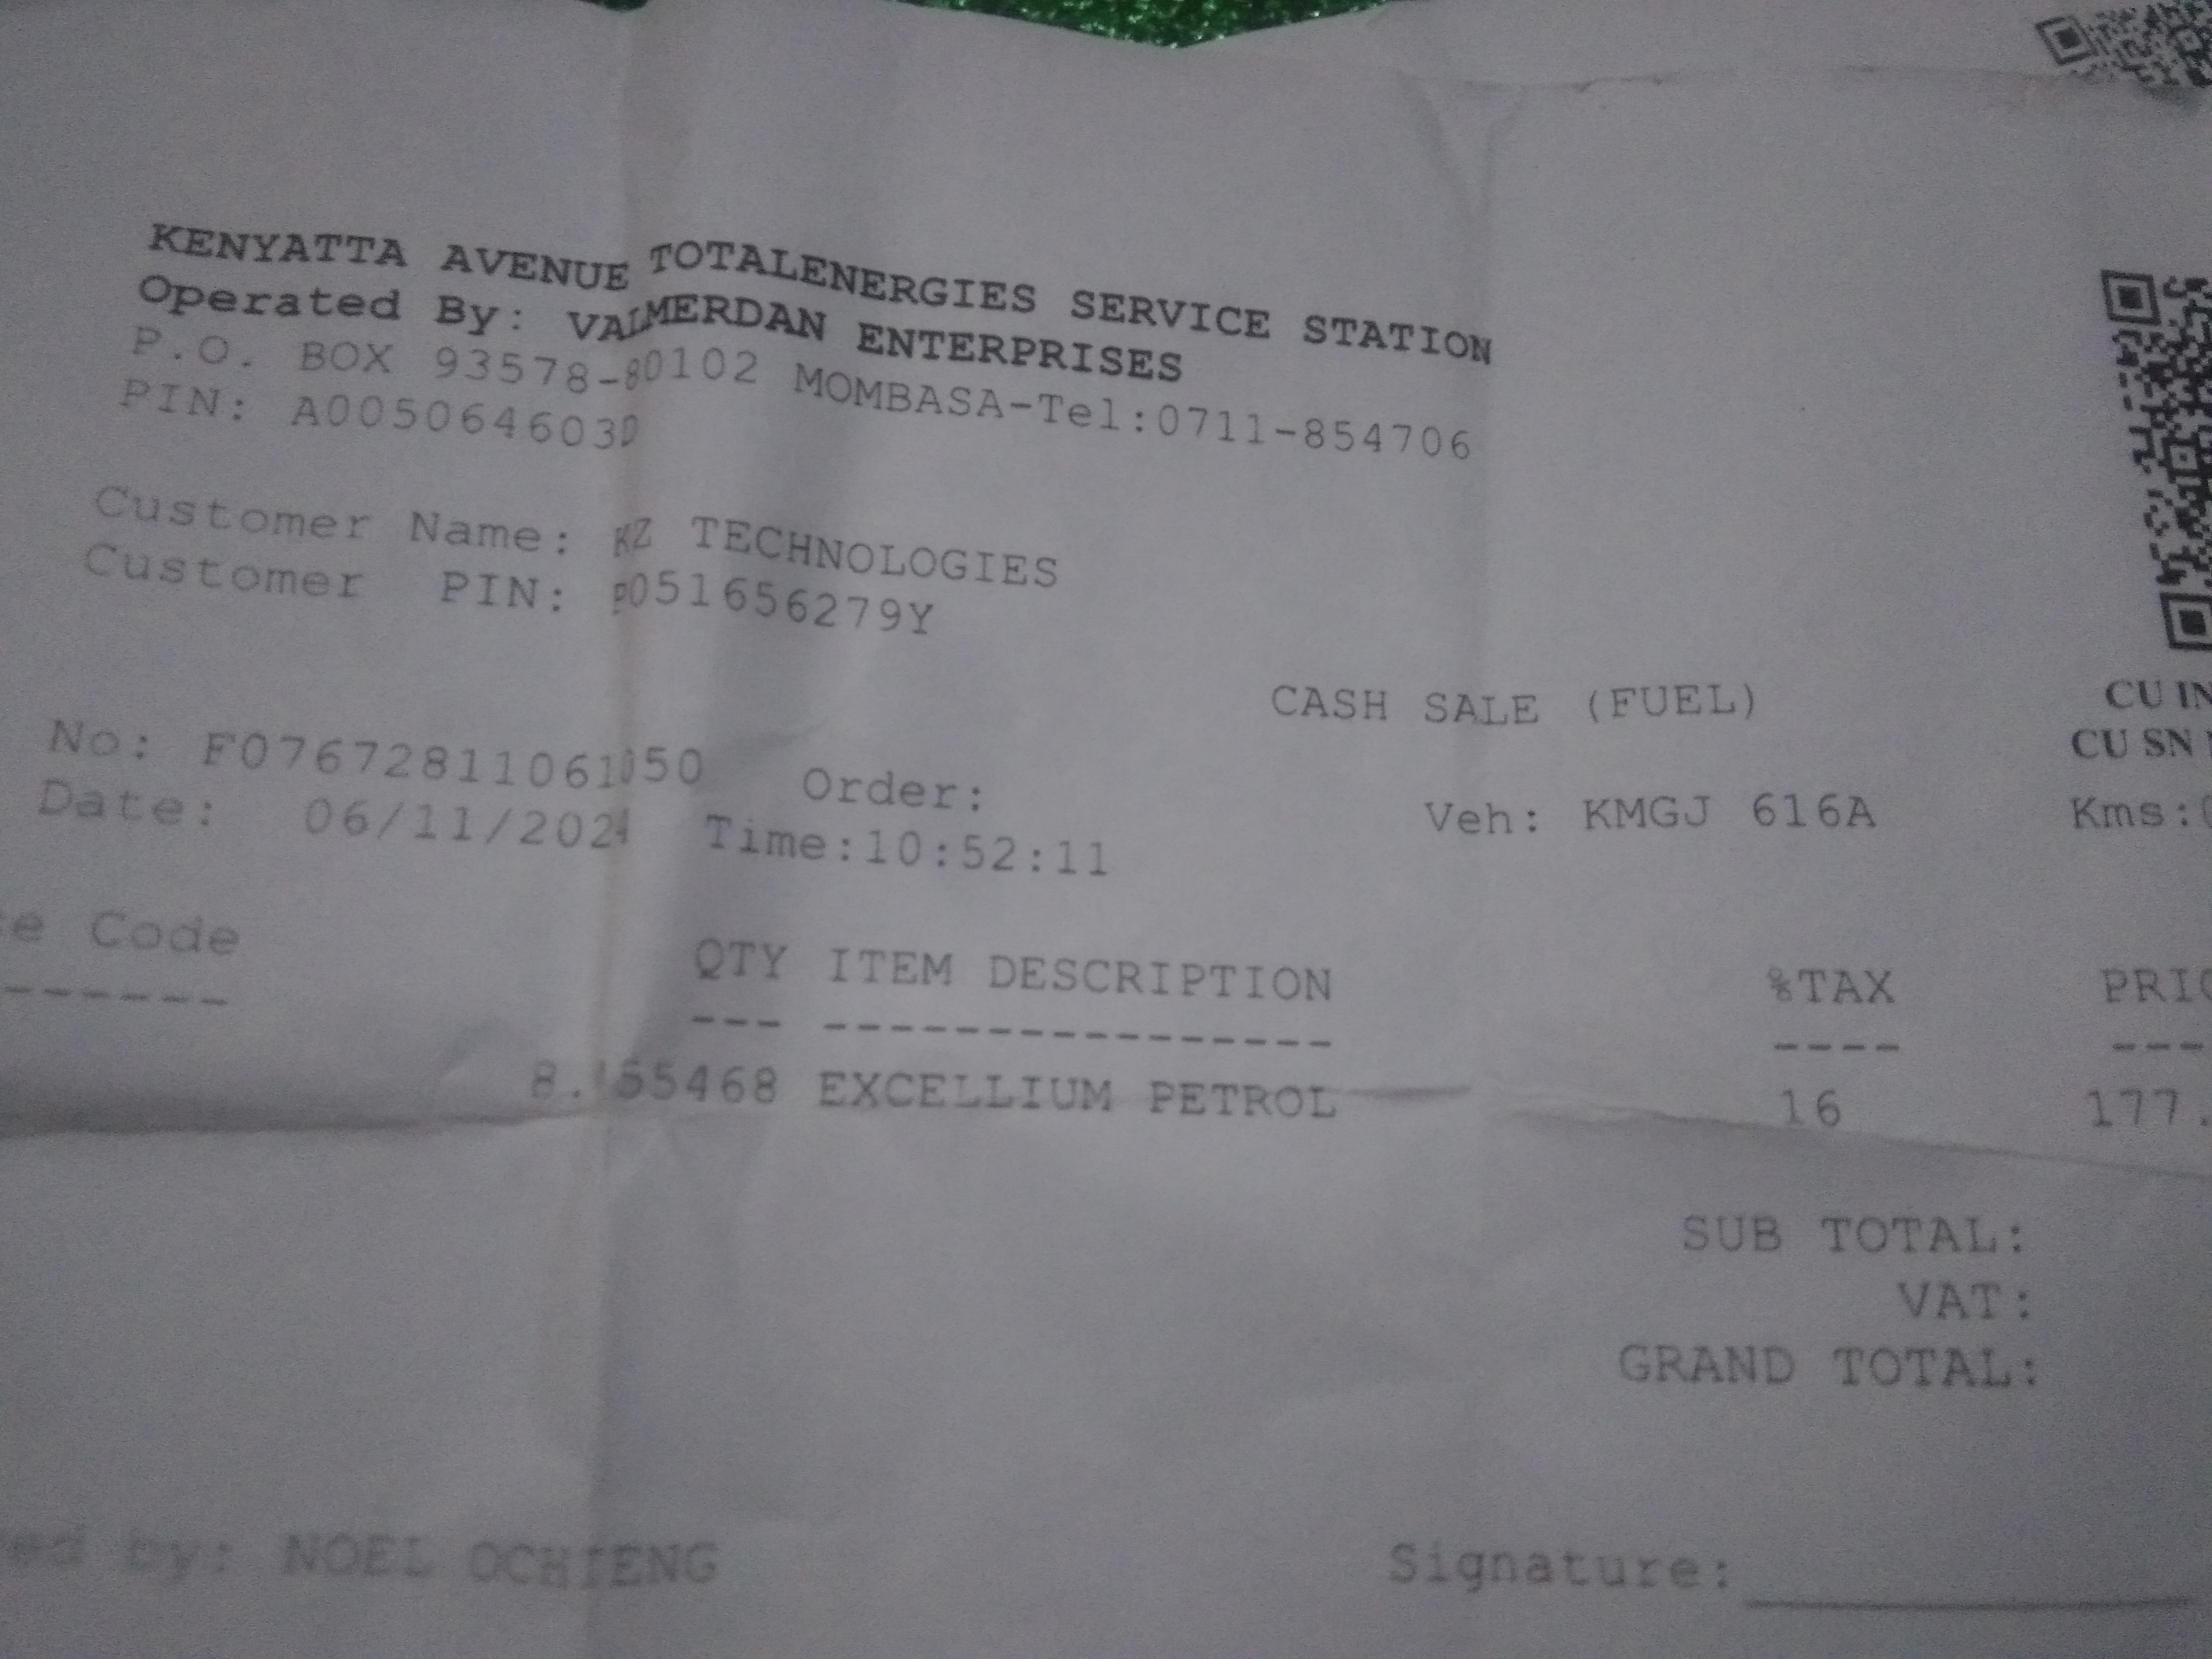 KENYATTA AVENUE TOTALENERGIES SERVICE STATION
Operated By: VALMERDAN ENTERPRISES
P.O. BOX 93578-80102 MOMBASA-Tel:0711-854706
PIN: A005064603D
Customer Name: KZ TECHNOLOGIES
Customer PIN: P051656279Y
CASH SALE (FUEL)
CU IN
CU SN
No: Order: Veh: KMGJ 616A Kms:
Date: 06/11/2024 Time:10:52:11
Code
QTY ITEM DESCRIPTION %TAX PRIC
EXCELLIUM PETROL 16 177.
SUB TOTAL:
VAT:
GRAND TOTAL:
by: NOEL OCHIENG Signature: